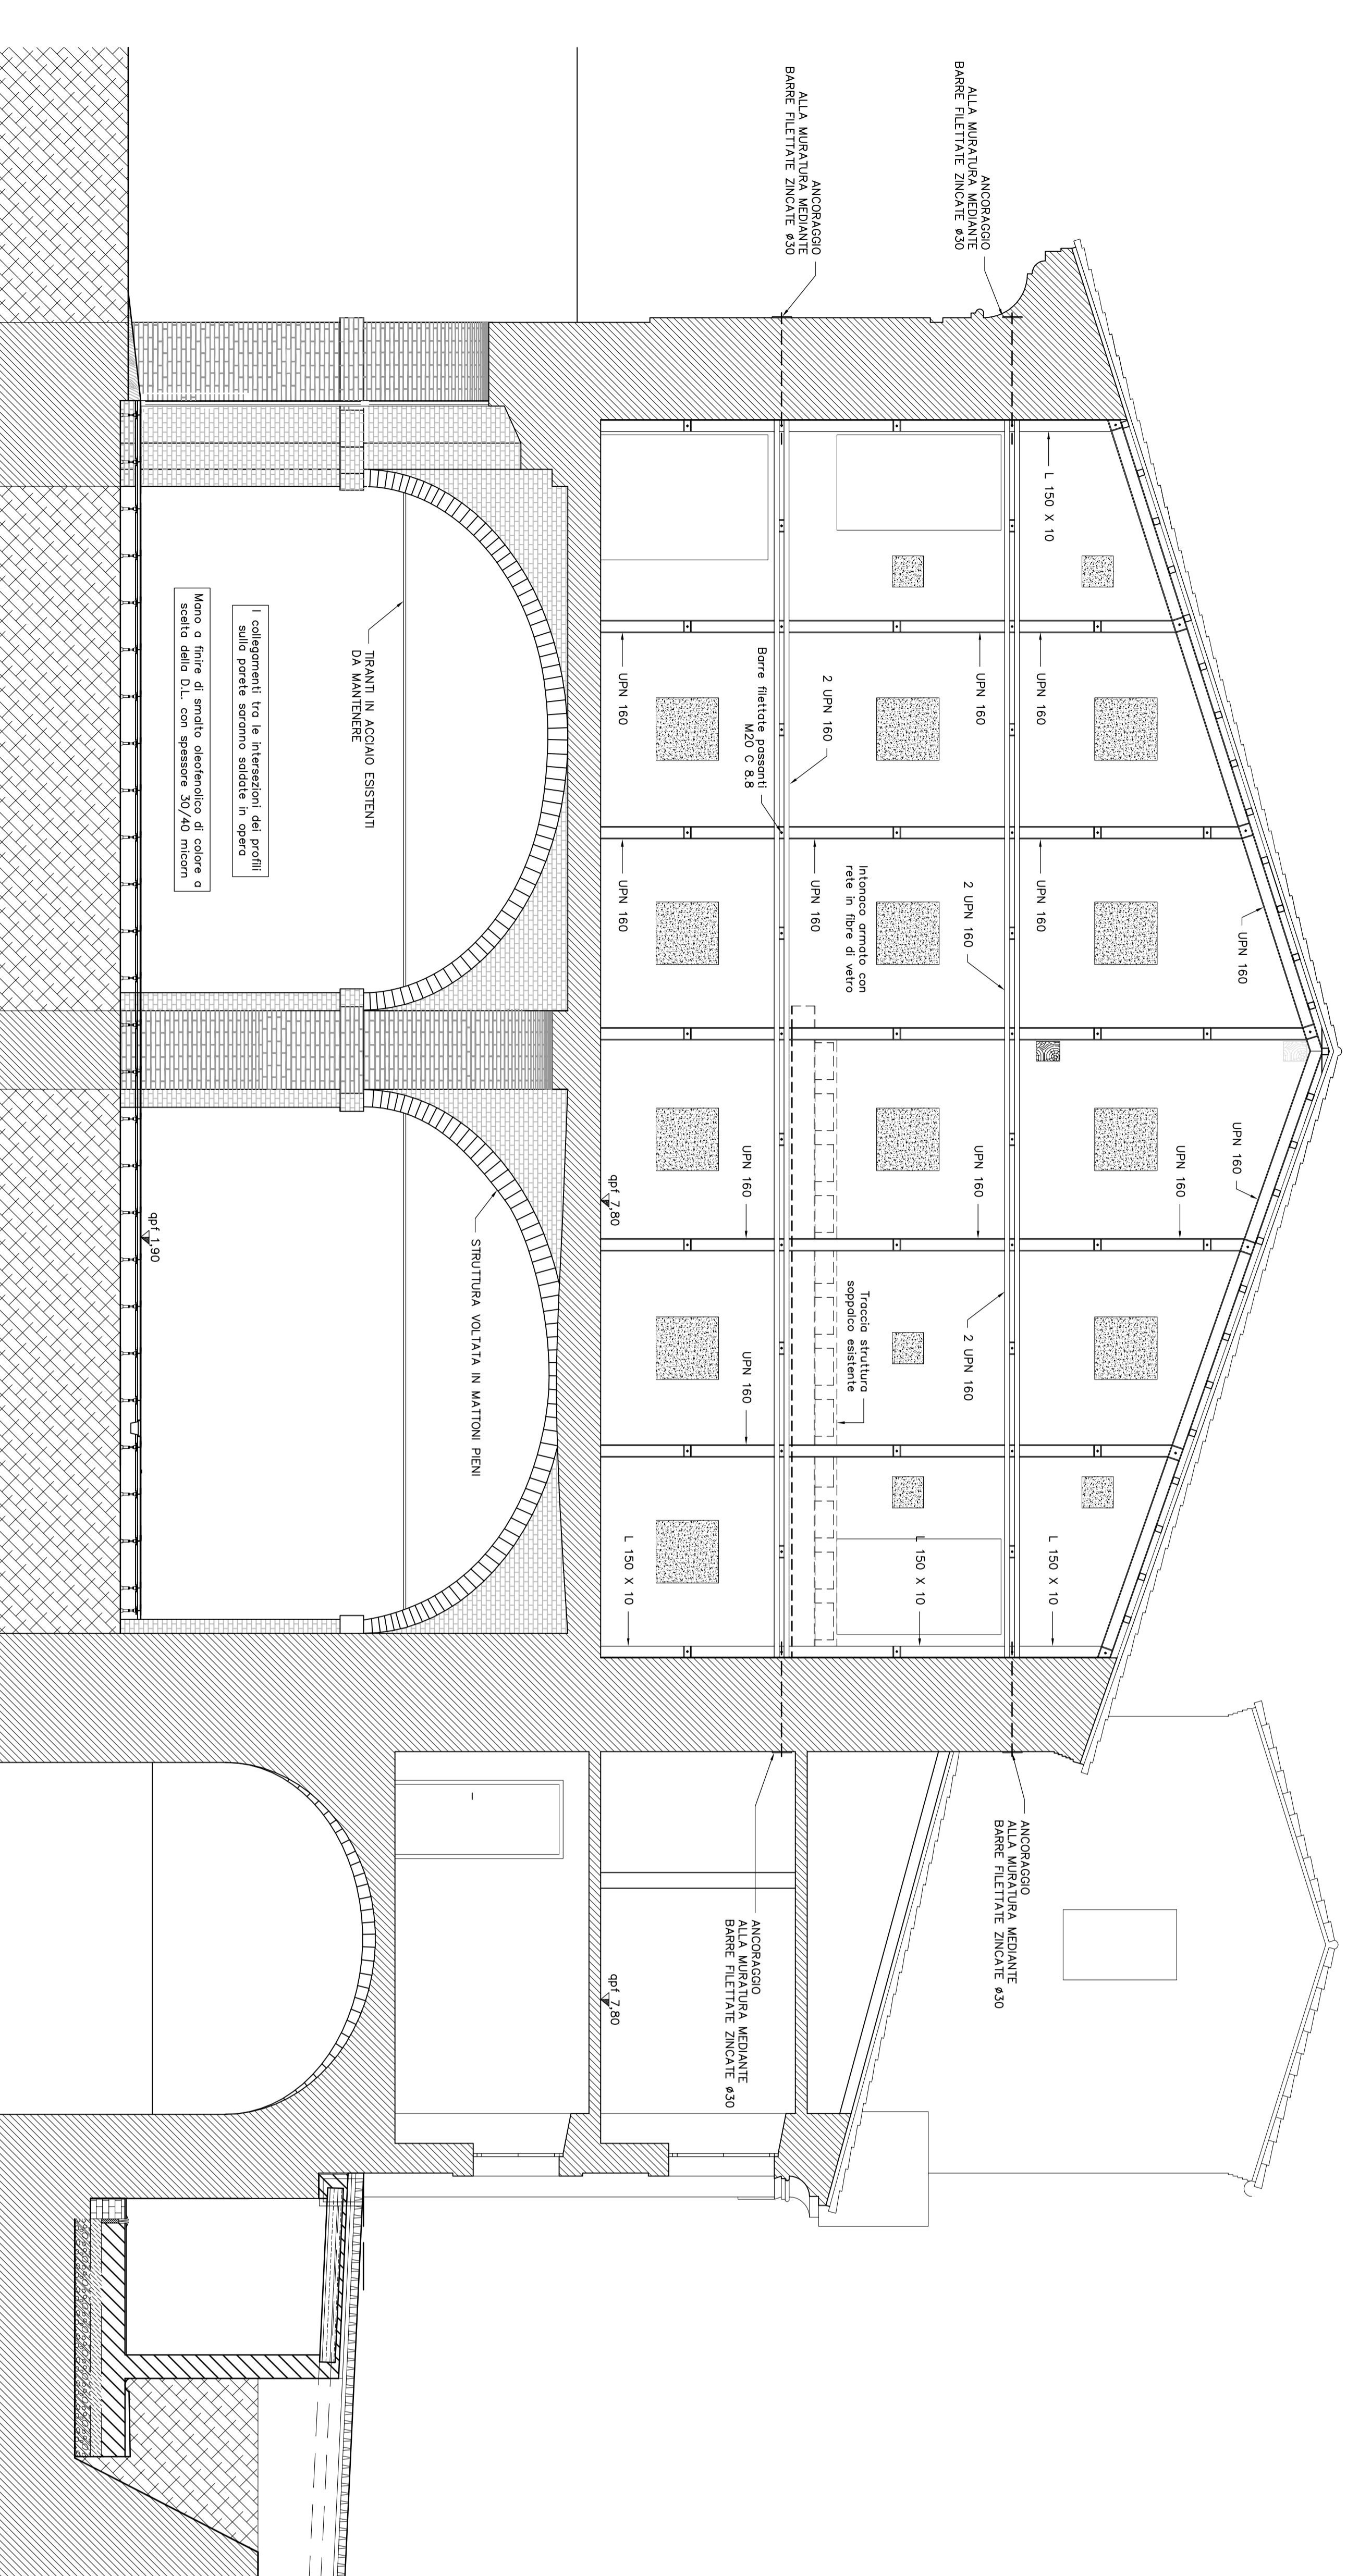 ANCORAGGIO
ALLA MURATURA MEDIANTE
BARRE FILETTATE ZINCATE ø30
ANCORAGGIO
ALLA MURATURA MEDIANTE
BARRE FILETTATE ZINCATE ø30
L 150 X 10
UPN 160
UPN 160
UPN 160
2 UPN 160
Barre filettate passanti
M20 C 8.8
UPN 160
UPN 160
UPN 160
UPN 160
2 UPN 160
Intonaco armato con
rete in fibre di vetro
UPN 160
UPN 160
UPN 160
UPN 160
2 UPN 160
Traccia struttura
soppalco esistente
UPN 160
L 150 X 10
L 150 X 10
L 150 X 10
qpf 7,80
TIRANTI IN ACCIAIO ESISTENTI
DA MANTENERE
I collegamenti tra le intersezioni dei profili
sulla parete saranno saldate in opera
Mano a finire di smalto oleofenolico di colore a
scelta della D.L. con spessore 30/40 micorn
STRUTTURA VOLTATA IN MATTONI PIENI
qpf 1,90
ANCORAGGIO
ALLA MURATURA MEDIANTE
BARRE FILETTATE ZINCATE ø30
ANCORAGGIO
ALLA MURATURA MEDIANTE
BARRE FILETTATE ZINCATE ø30
qpf 7,80